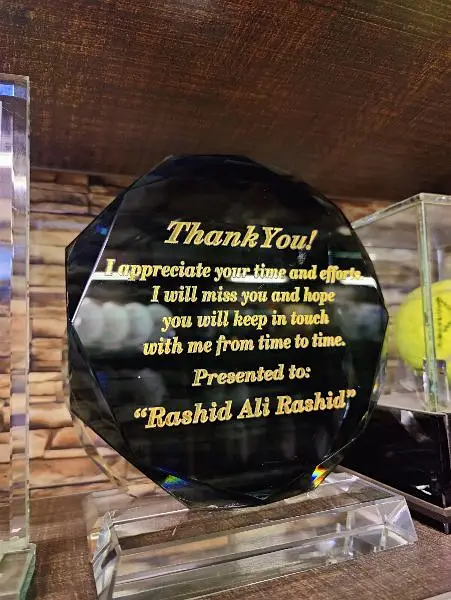 Thank You!
I appreciate your time and efforts.
I will miss you and hope
you will keep in touch
with me from time to time.
Presented to:
"Rashid Ali Rashid"